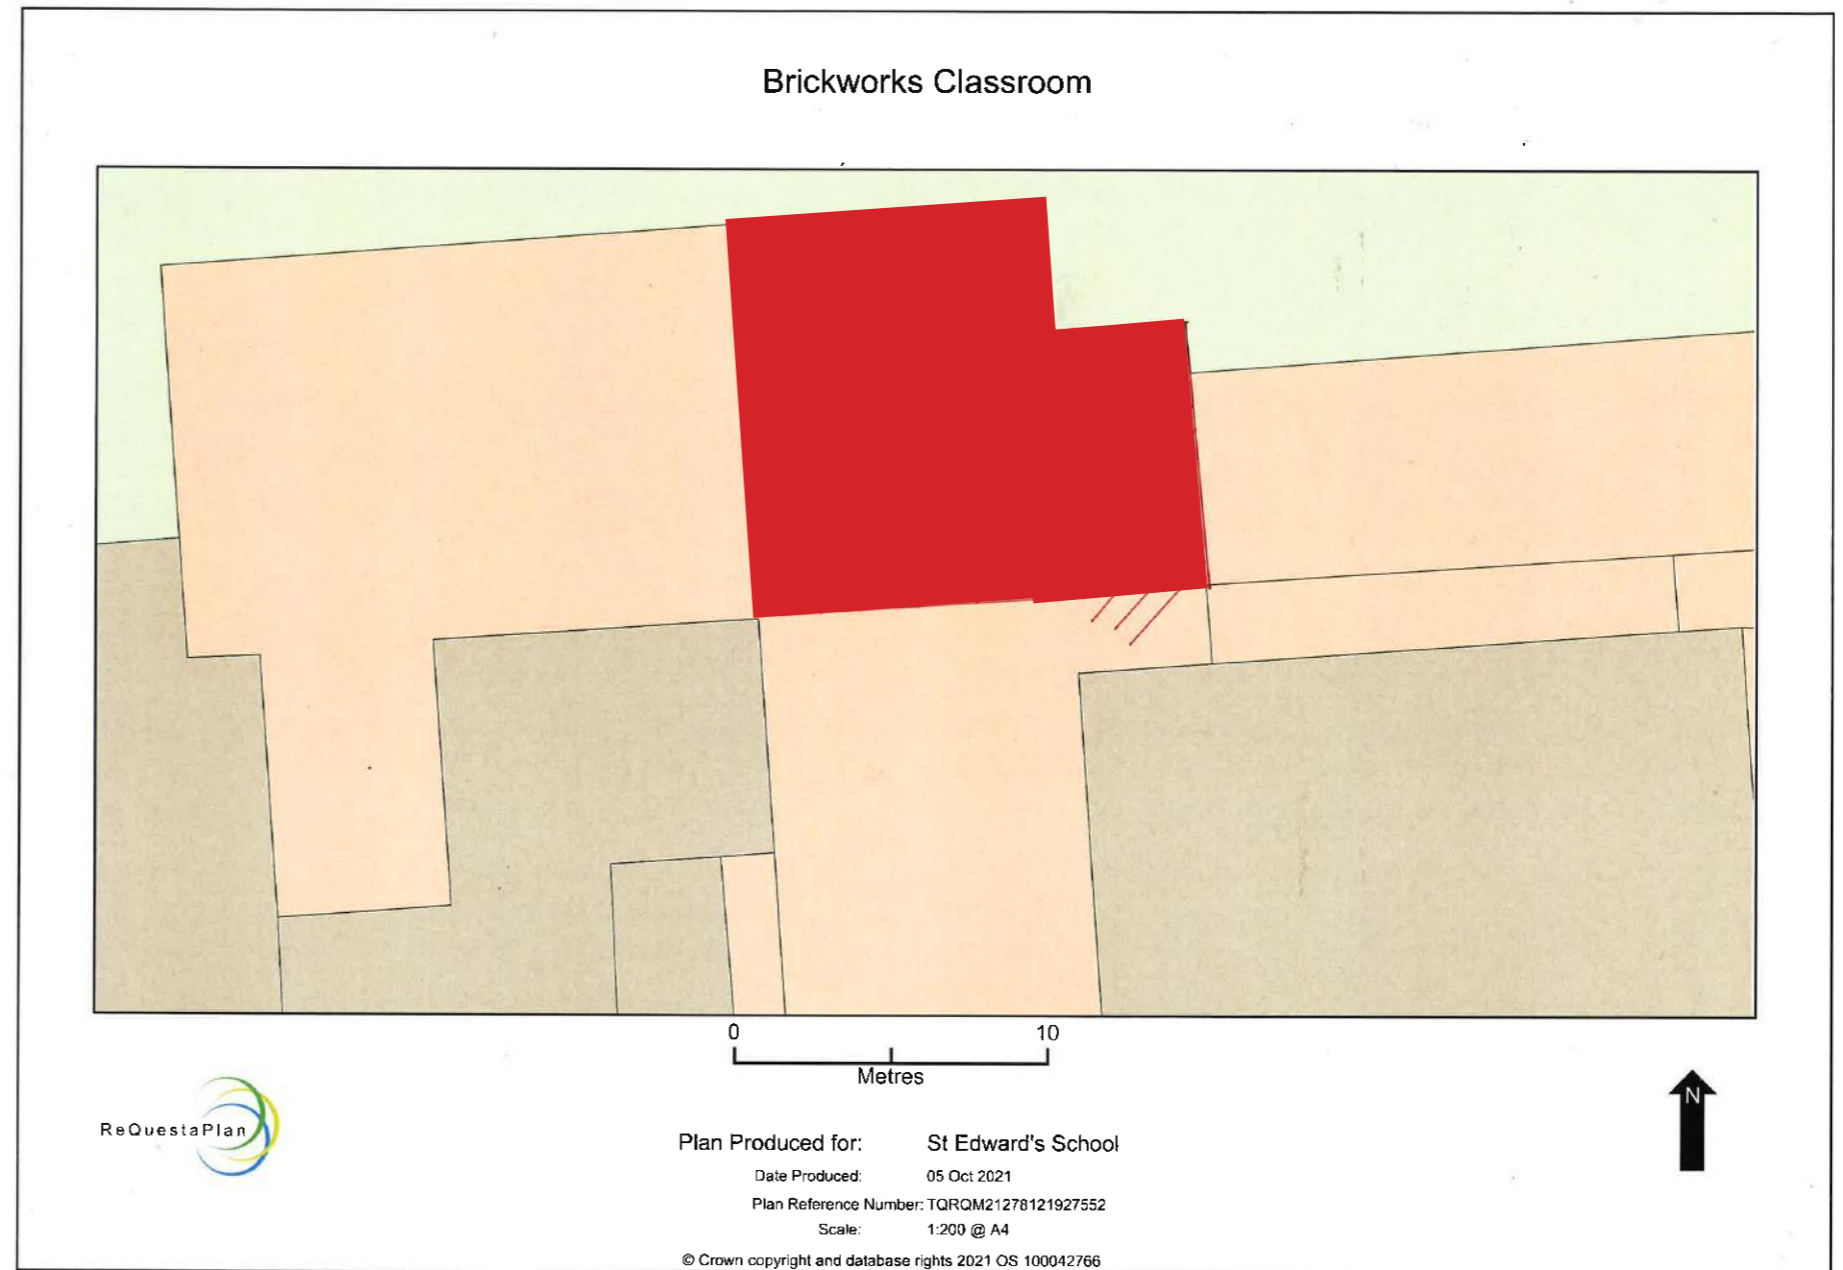 Brickworks Classroom
0 10
Metres
ReQuestaPlan
N
Plan Produced for: St Edward's School
Date Produced: 05 Oct 2021
Plan Reference Number: TQRQM21278121927552
Scale: 1:200 @ A4
© Crown copyright and database rights 2021 OS 100042766